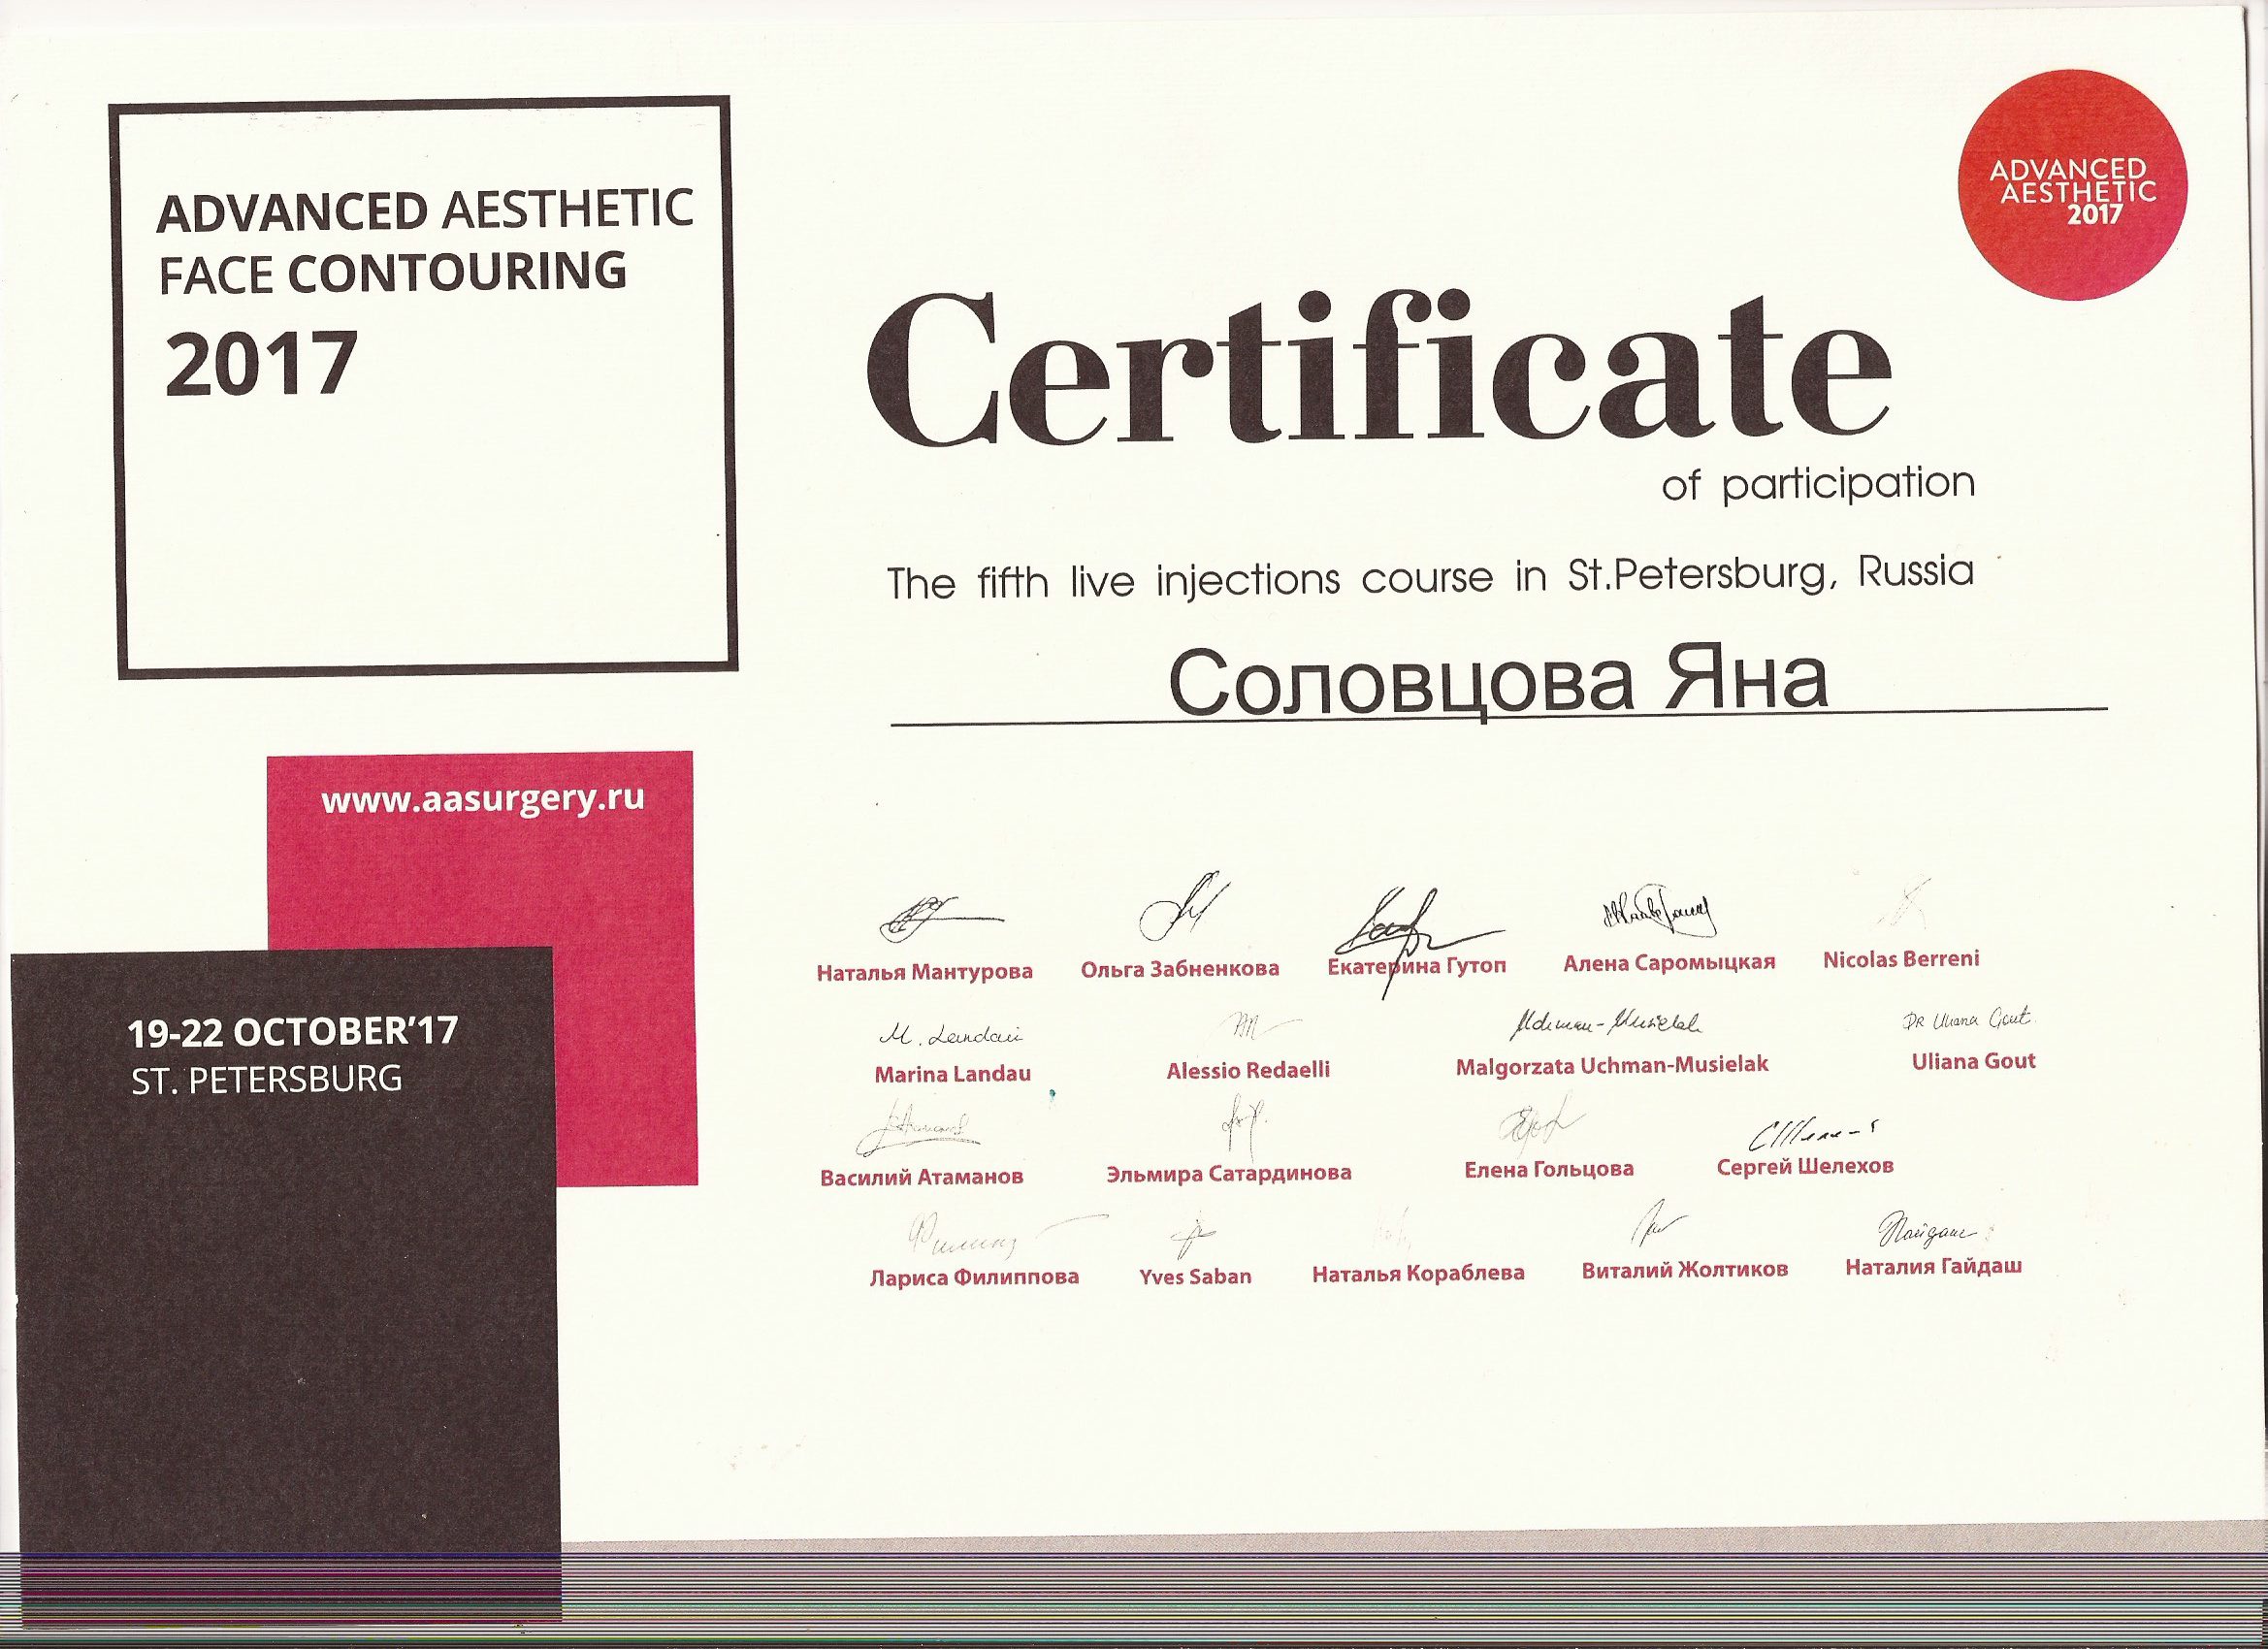 ADVANCED AESTHETIC
FACE CONTOURING
2017
ADVANCED
AESTHETIC
2017
Certificate
of participation
The fifth live injections course in St.Petersburg, Russia
Соловцова Яна
www.aasurgery.ru
19-22 OCTOBER'17
ST. PETERSBURG
Наталья Мантурова Ольга Забненкова Екатерина Гутоп Алена Саромыцкая Nicolas Berreni
M. Landau
Dr Uliana Gout
Marina Landau Alessio Redaelli Malgorzata Uchman-Musielak Uliana Gout
Василий Атаманов Эльмира Сатардинова Елена Гольцова Сергей Шелехов
Лариса Филиппова Yves Saban Наталья Кораблева Виталий Жолтиков Наталия Гайдаш